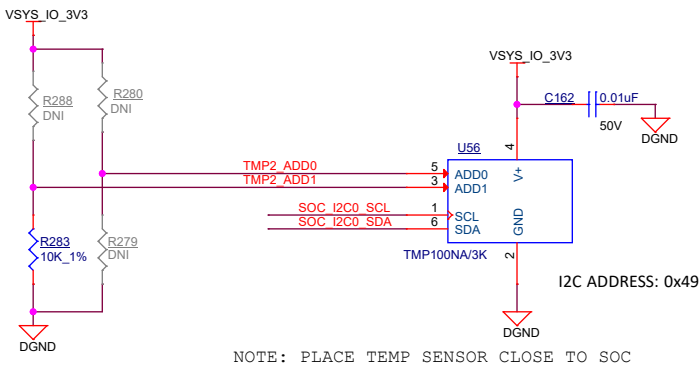 VSYS_IO_3V3
VSYS_IO_3V3
R288
DNI
R280
DNI
C162
0.01uF
50V
DGND
U56
4
TMP2_ADD0
5
ADD0
V+
TMP2_ADD1
3
ADD1
SOC_I2C0_SCL
1
SCL
SOC_I2C0_SDA
6
SDA
GND
R283
10K_1%
R279
DNI
TMP100NA/3K
2
I2C ADDRESS: 0x49
DGND
DGND
NOTE: PLACE TEMP SENSOR CLOSE TO SOC